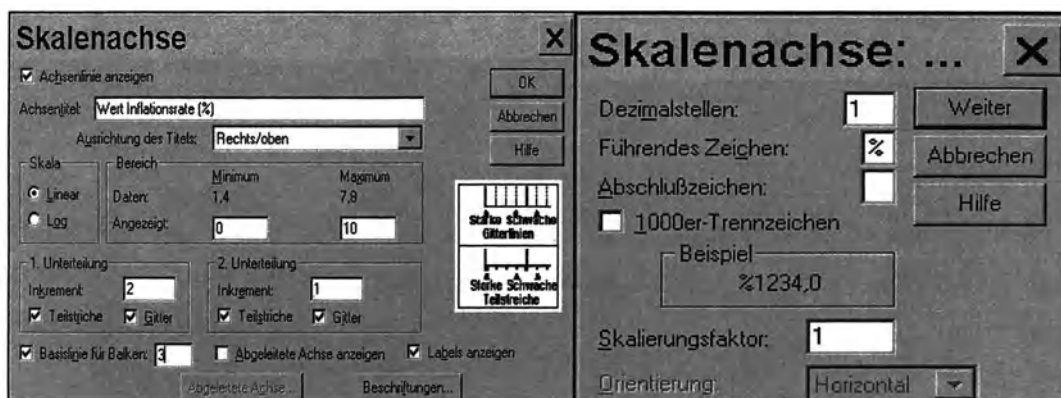 Skalenachse
Achsenlinie anzeigen
OK
Achsentitel: Wert Inflationsrate (%)
Abbrechen
Ausrichtung des Titels: Rechts/oben
Hilfe
Skala
Linear
Log
Bereich
Minimum Maximum
Daten: 1,4 7,8
Angezeigt: 0 10
Starke Schwache
Gitterlinien
Starke Schwache
Teilstreiche
1. Unterteilung
Inkrement: 2
Teilstriche Gitter
2. Unterteilung
Inkrement: 1
Teilstriche Gitter
Basislinie für Balken: 3 Abgeleitete Achse anzeigen Labels anzeigen
Abgeleitete Achse... Beschriftungen...
Skalenachse: ...
Dezimalstellen: 1
Weiter
Führendes Zeichen: %
Abbrechen
Abschlußzeichen:
Hilfe
1000er-Trennzeichen
Beispiel
%1234,0
Skalierungsfaktor: 1
Orientierung: Horizontal